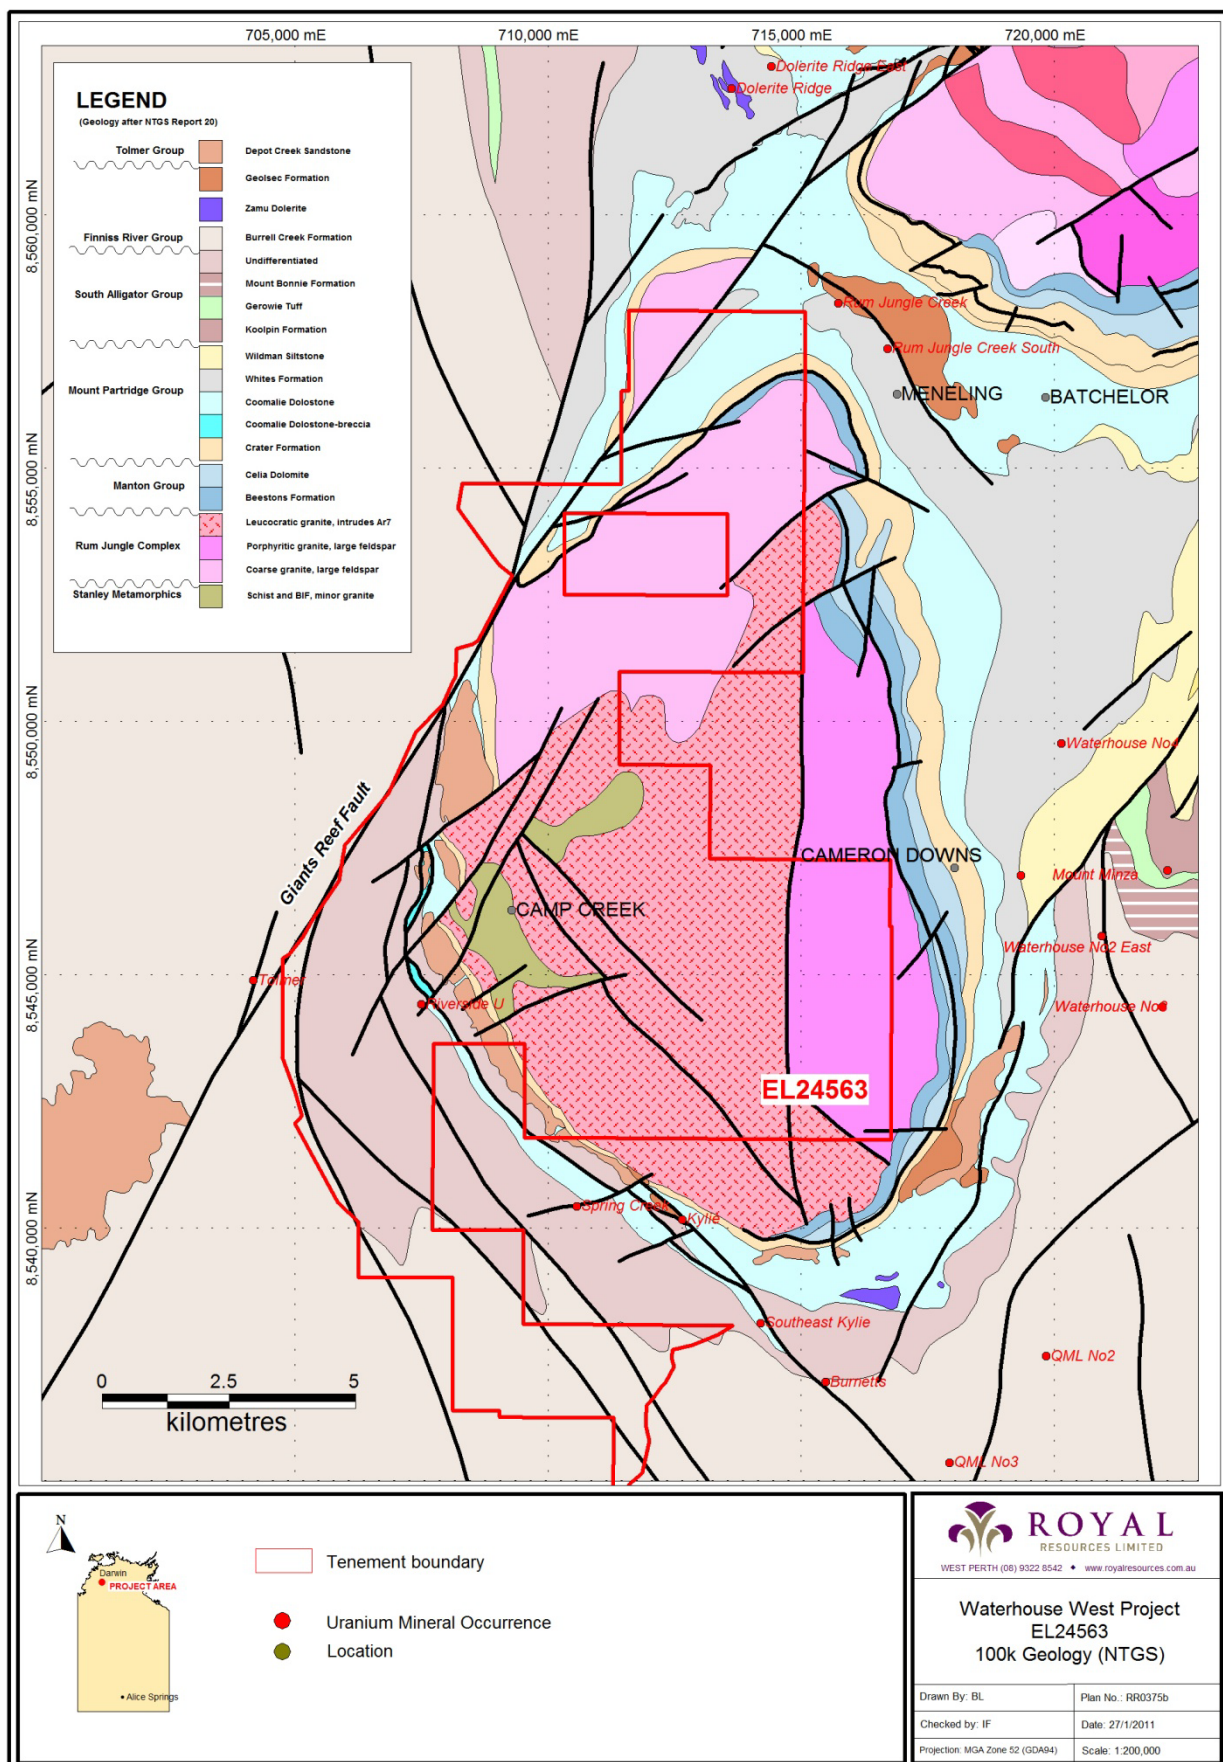 705,000 mE
710,000 mE
715,000 mE
720,000 mE
8,560,000 mN
8,555,000 mN
8,550,000 mN
8,545,000 mN
8,540,000 mN
LEGEND
(Geology after NTGS Report 20)
Tolmer Group
Depot Creek Sandstone
Geolsec Formation
Zamu Dolerite
Finniss River Group
Burrell Creek Formation
Undifferentiated
South Alligator Group
Mount Bonnie Formation
Gerowie Tuff
Koolpin Formation
Wildman Siltstone
Whites Formation
Mount Partridge Group
Coomalie Dolostone
Coomalie Dolostone-breccia
Crater Formation
Celia Dolomite
Manton Group
Beestons Formation
Leucocratic granite, intrudes Ar7
Rum Jungle Complex
Porphyritic granite, large feldspar
Coarse granite, large feldspar
Stanley Metamorphics
Schist and BIF, minor granite
Dolerite Ridge East
Dolerite Ridge
Rum Jungle Creek
Rum Jungle Creek South
MENELING
BATCHELOR
Waterhouse No4
Giants Reef Fault
CAMERON DOWNS
Mount Minza
CAMP CREEK
Waterhouse No2 East
Tolmer
Riverside U
EL24563
Spring Creek
Kylie
Southeast Kylie
QML No2
Burnetts
QML No3
0
2.5
5
kilometres
N
Darwin
PROJECT AREA
Alice Springs
Tenement boundary
Uranium Mineral Occurrence
Location
ROYAL
RESOURCES LIMITED
WEST PERTH (08) 9322 8542 ♦ www.royalresources.com.au
Waterhouse West Project
EL24563
100k Geology (NTGS)
Drawn By: BL
Plan No.: RR0375b
Checked by: IF
Date: 27/1/2011
Projection: MGA Zone 52 (GDA94)
Scale: 1:200,000